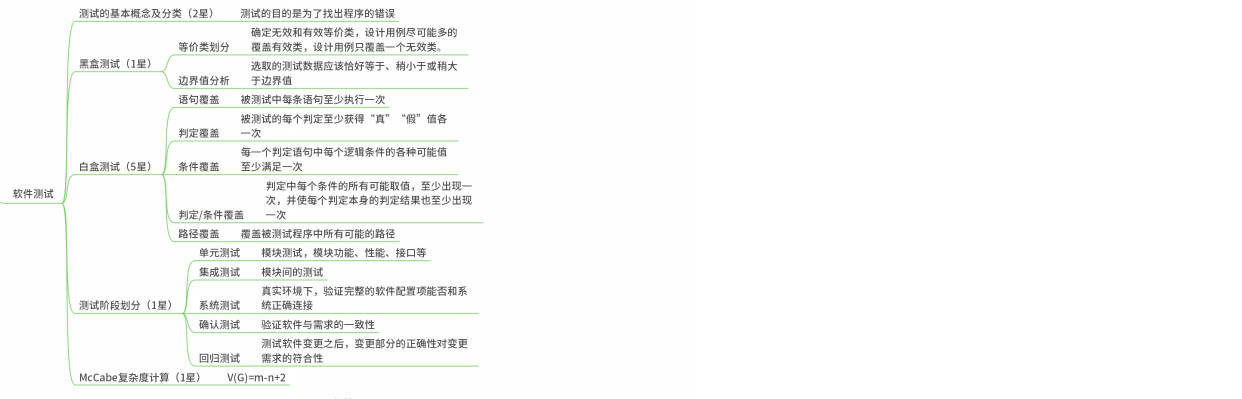 测试的基本概念及分类（2星）
测试的目的是为了找出程序的错误
确定无效和有效等价类，设计用例尽可能多的
等价类划分
覆盖有效类，设计用例只覆盖一个无效类。
黑盒测试（1星）
选取的测试数据应该恰好等于、稍小于或稍大
边界值分析
于边界值
语句覆盖
被测试中每条语句至少执行一次
被测试的每个判定至少获得“真”“假”值各
判定覆盖
一次
每一个判定语句中每个逻辑条件的各种可能值
白盒测试（5星）
条件覆盖
至少满足一次
判定中每个条件的所有可能取值，至少出现一
软件测试
次，并使每个判定本身的判定结果也至少出现
判定/条件覆盖
一次
路径覆盖
覆盖被测试程序中所有可能的路径
单元测试
模块测试，模块功能、性能、接口等
集成测试
模块间的测试
真实环境下，验证完整的软件配置项能否和系
测试阶段划分（1星）
系统测试
统正确连接
确认测试
验证软件与需求的一致性
测试软件变更之后，变更部分的正确性对变更
回归测试
需求的符合性
McCabe复杂度计算（1星）
V(G)=m-n+2